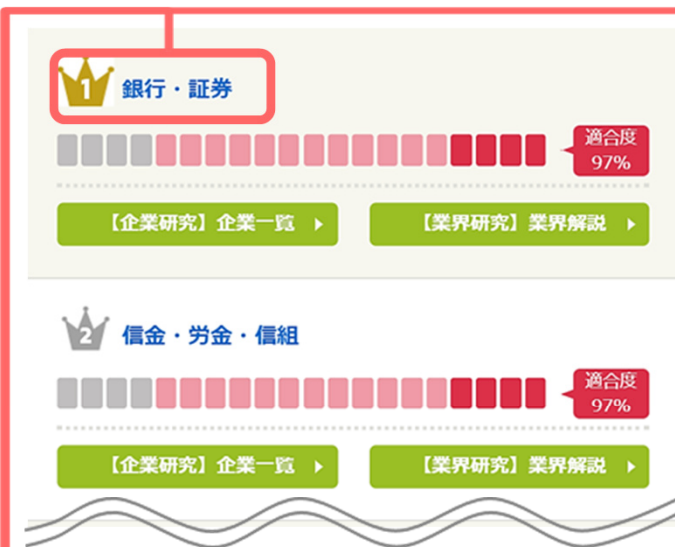 1 銀行・証券
適合度
97%
【企業研究】企業一覧
【業界研究】業界解説
2 信金・労金・信組
適合度
97%
【企業研究】企業一覧
【業界研究】業界解説